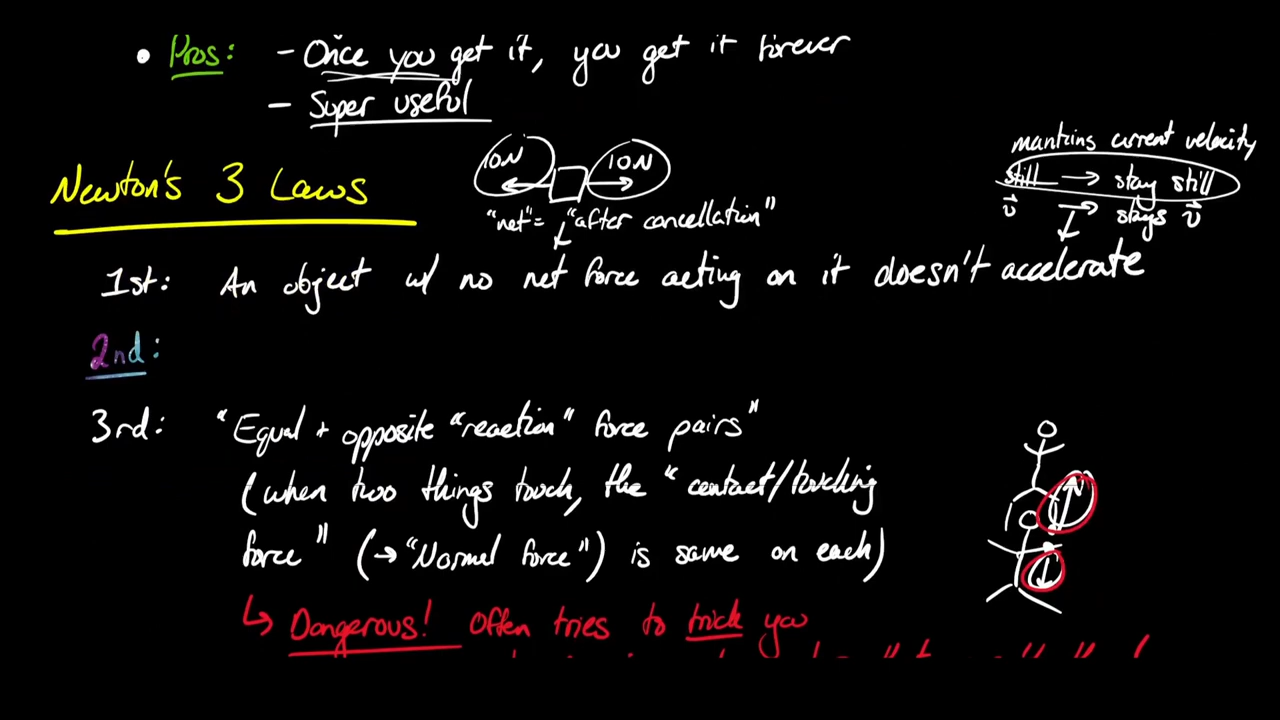 • Pros: - Once you get it, you get it forever
- Super useful
Newton's 3 Laws
10N 10N
"net" = "after cancellation"
mantains current velocity
still → stay still
v → stays v
1st: An object w/ no net force acting on it doesn't accelerate
2nd:
3rd: "Equal + opposite "reaction" force pairs"
(when two things touch, the "contact/touching
force" (→ "Normal force") is same on each)
↳ Dangerous! Often tries to trick you